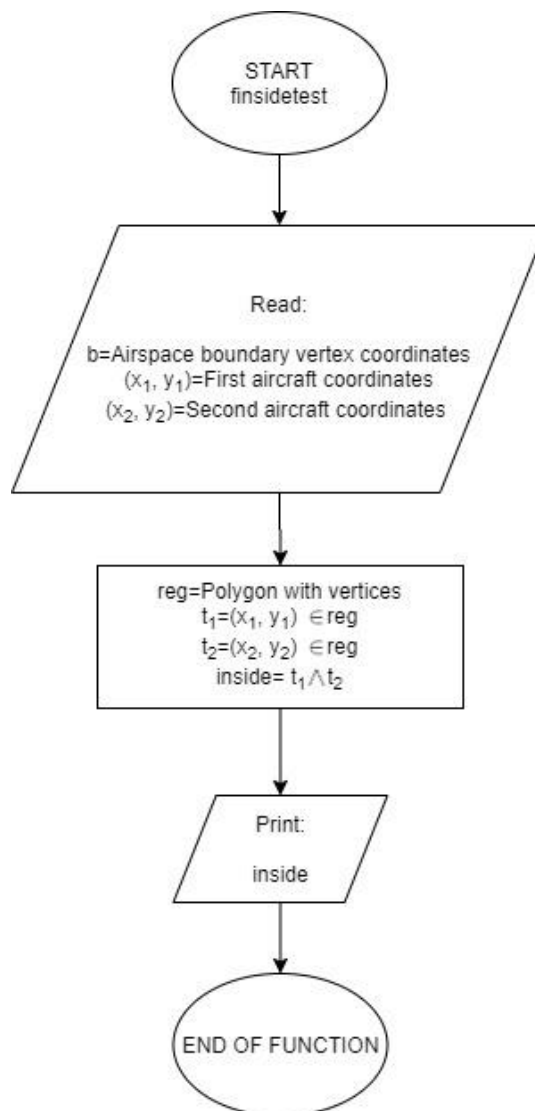 START
finsidetest
Read:
b=Airspace boundary vertex coordinates
(x₁, y₁)=First aircraft coordinates
(x₂, y₂)=Second aircraft coordinates
reg=Polygon with vertices
t₁=(x₁, y₁) ∈reg
t₂=(x₂, y₂) ∈reg
inside= t₁∧t₂
Print:
inside
END OF FUNCTION